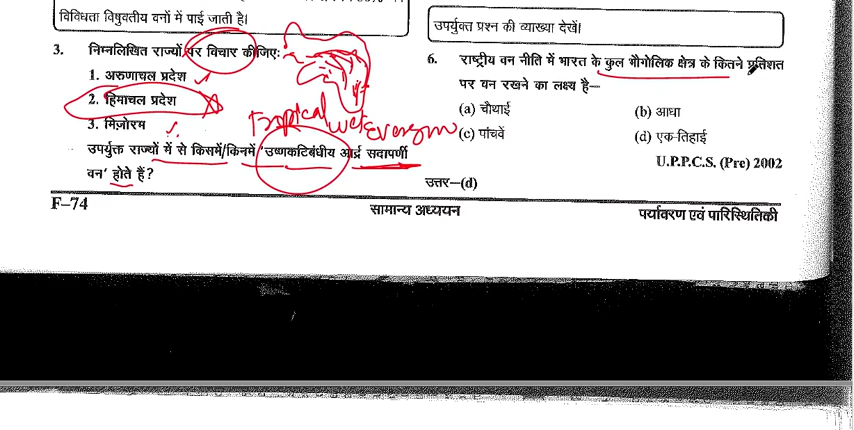 विविधता विषुवतीय वनों में पाई जाती है।
3. निम्नलिखित राज्यों पर विचार कीजिएः
1. अरुणाचल प्रदेश
2. हिमाचल प्रदेश
3. मिज़ोरम
Tropical wet Evergreen
उपर्युक्त राज्यों में से किसमें/किनमें 'उष्णकटिबंधीय आर्द्र सदापर्णी
वन' होते हैं?
उपर्युक्त प्रश्न की व्याख्या देखें।
6. राष्ट्रीय वन नीति में भारत के कुल भौगोलिक क्षेत्र के कितने प्रतिशत
पर वन रखने का लक्ष्य है—
(a) चौथाई (b) आधा
(c) पांचवें (d) एक-तिहाई
U.P.P.C.S. (Pre) 2002
उत्तर—(d)
F–74 सामान्य अध्ययन पर्यावरण एवं पारिस्थितिकी